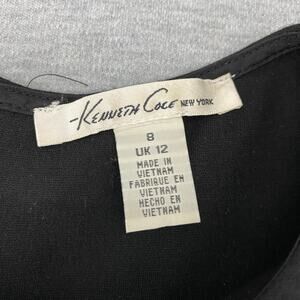 Kenneth Cole NEW YORK
8
UK 12
MADE IN
VIETNAM
FABRIQUE EN
VIETNAM
HECHO EN
VIETNAM